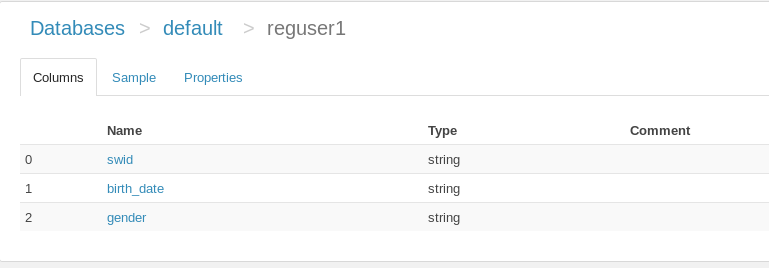 Databases > default > reguser1
Columns Sample Properties
Name Type Comment
0 swid string
1 birth_date string
2 gender string